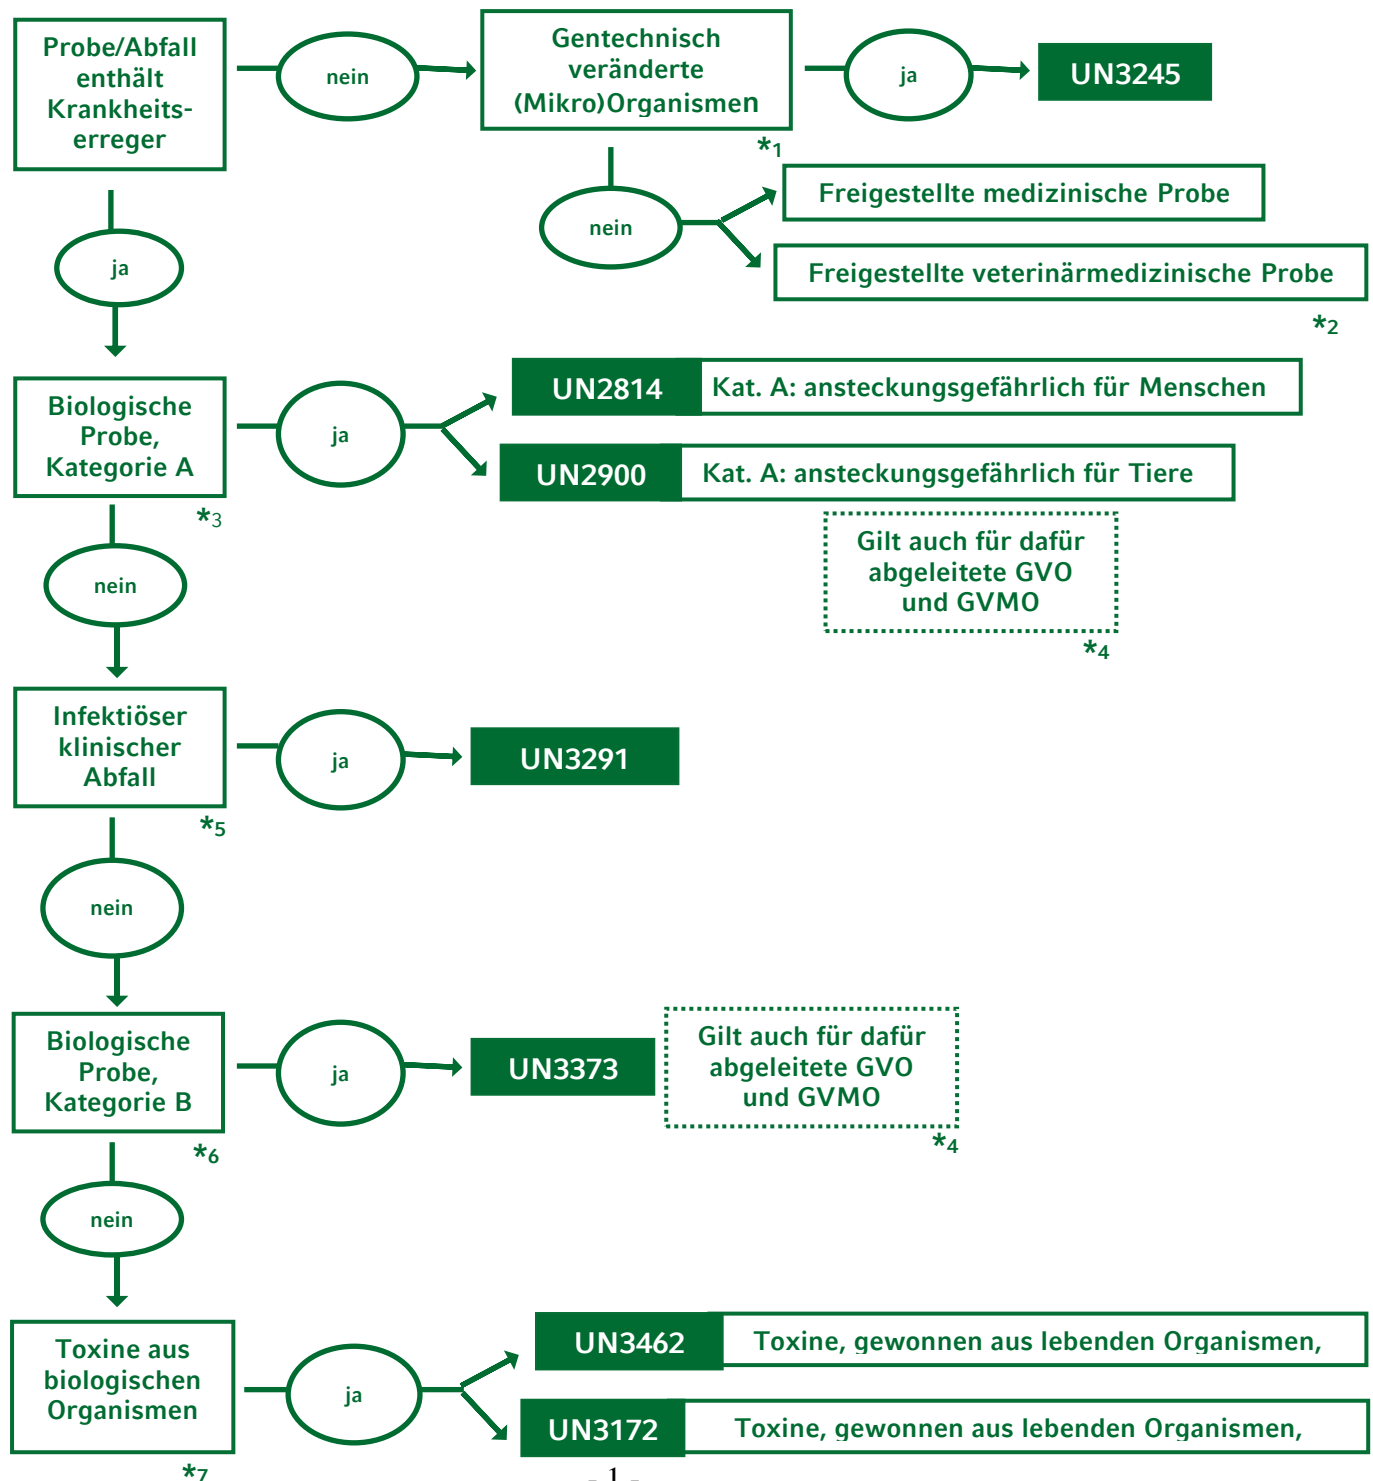 Probe/Abfall
enthält
Krankheits-
erreger
nein
Gentechnisch
veränderte
(Mikro)Organismen
*1
ja
UN3245
nein
Freigestellte medizinische Probe
Freigestellte veterinärmedizinische Probe
*2
ja
Biologische
Probe,
Kategorie A
*3
ja
UN2814 Kat. A: ansteckungsgefährlich für Menschen
UN2900 Kat. A: ansteckungsgefährlich für Tiere
Gilt auch für dafür
abgeleitete GVO
und GVMO
*4
nein
Infektiöser
klinischer
Abfall
*5
ja
UN3291
nein
Biologische
Probe,
Kategorie B
*6
ja
UN3373
Gilt auch für dafür
abgeleitete GVO
und GVMO
*4
nein
Toxine aus
biologischen
Organismen
*7
ja
UN3462 Toxine, gewonnen aus lebenden Organismen,
UN3172 Toxine, gewonnen aus lebenden Organismen,
- 1 -